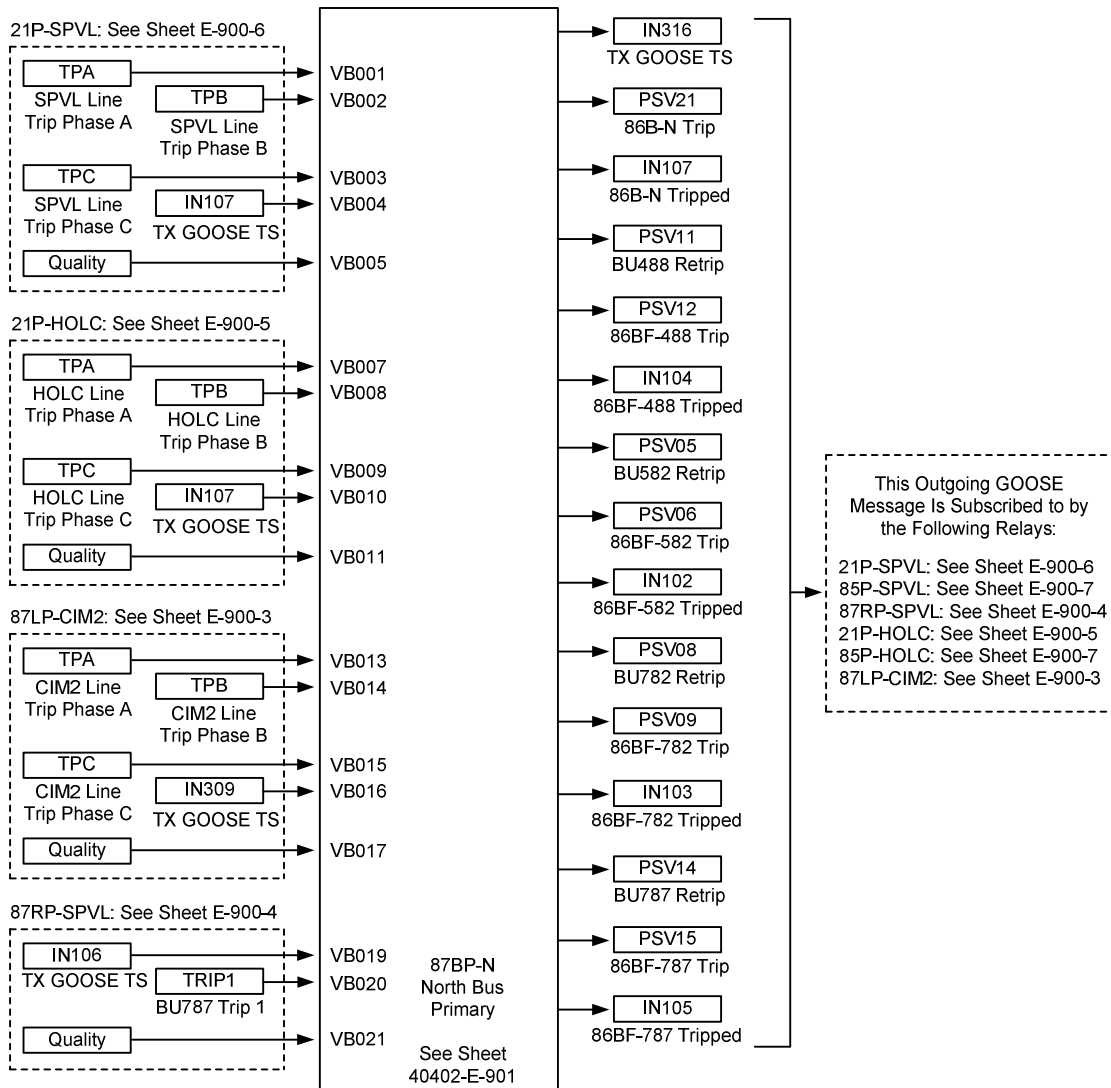 21P-SPVL: See Sheet E-900-6
TPA
SPVL Line
Trip Phase A
VB001
TPB
SPVL Line
Trip Phase B
VB002
TPC
SPVL Line
Trip Phase C
VB003
IN107
TX GOOSE TS
VB004
Quality
VB005
21P-HOLC: See Sheet E-900-5
TPA
HOLC Line
Trip Phase A
VB007
TPB
HOLC Line
Trip Phase B
VB008
TPC
HOLC Line
Trip Phase C
VB009
IN107
TX GOOSE TS
VB010
Quality
VB011
87LP-CIM2: See Sheet E-900-3
TPA
CIM2 Line
Trip Phase A
VB013
TPB
CIM2 Line
Trip Phase B
VB014
TPC
CIM2 Line
Trip Phase C
VB015
IN309
TX GOOSE TS
VB016
Quality
VB017
87RP-SPVL: See Sheet E-900-4
IN106
TX GOOSE TS
VB019
TRIP1
BU787 Trip 1
VB020
Quality
VB021
87BP-N
North Bus
Primary
See Sheet
40402-E-901
IN316
TX GOOSE TS
PSV21
86B-N Trip
IN107
86B-N Tripped
PSV11
BU488 Retrip
PSV12
86BF-488 Trip
IN104
86BF-488 Tripped
PSV05
BU582 Retrip
PSV06
86BF-582 Trip
IN102
86BF-582 Tripped
PSV08
BU782 Retrip
PSV09
86BF-782 Trip
IN103
86BF-782 Tripped
PSV14
BU787 Retrip
PSV15
86BF-787 Trip
IN105
86BF-787 Tripped
This Outgoing GOOSE
Message Is Subscribed to by
the Following Relays:
21P-SPVL: See Sheet E-900-6
85P-SPVL: See Sheet E-900-7
87RP-SPVL: See Sheet E-900-4
21P-HOLC: See Sheet E-900-5
85P-HOLC: See Sheet E-900-7
87LP-CIM2: See Sheet E-900-3